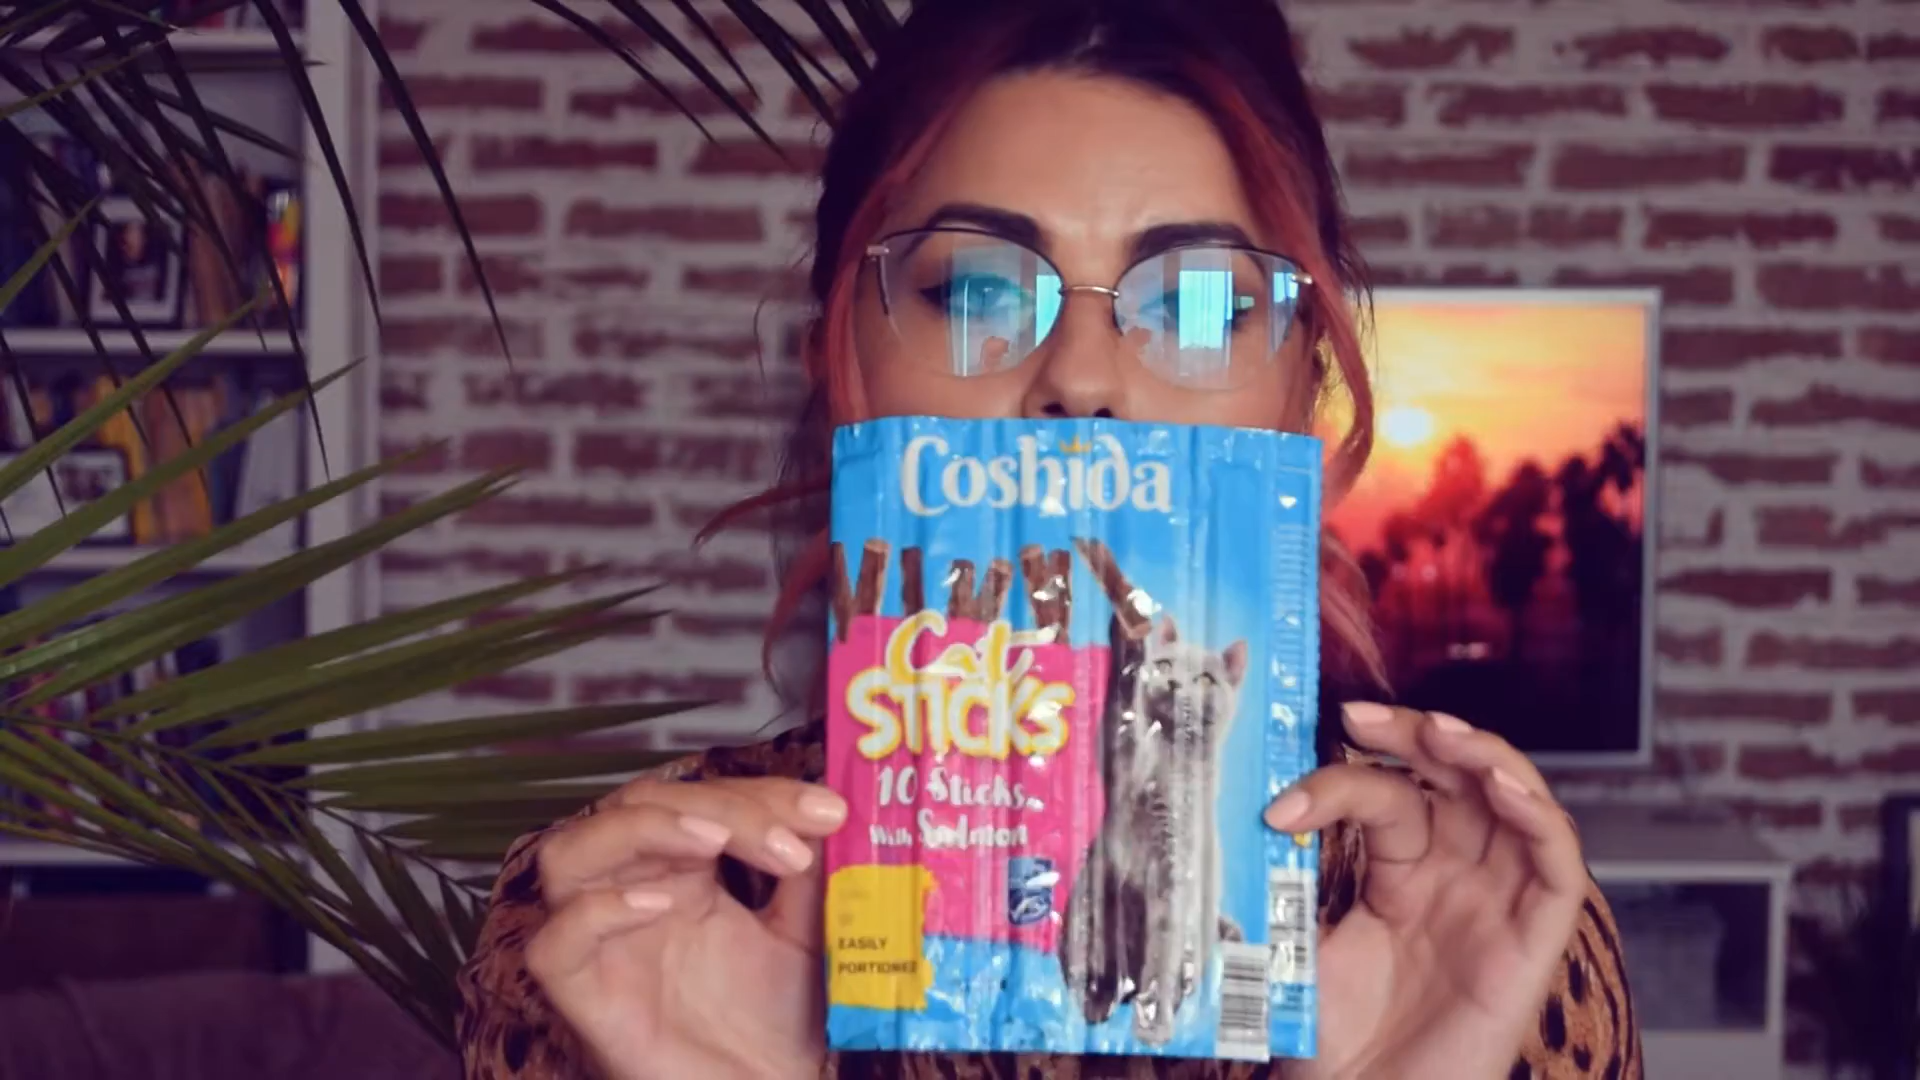 Coshida
Cat
STICKS
10 Sticks
With Salmon
EASILY
PORTIONED